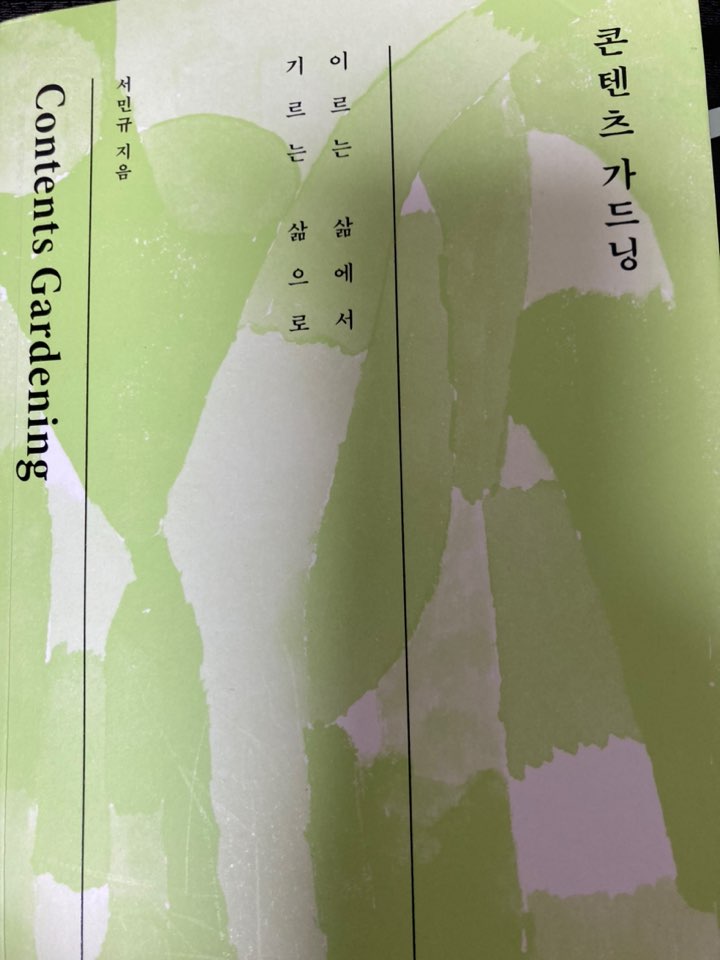 콘텐츠 가드닝
이르는 삶에서
기르는 삶으로
서민규 지음
Contents Gardening